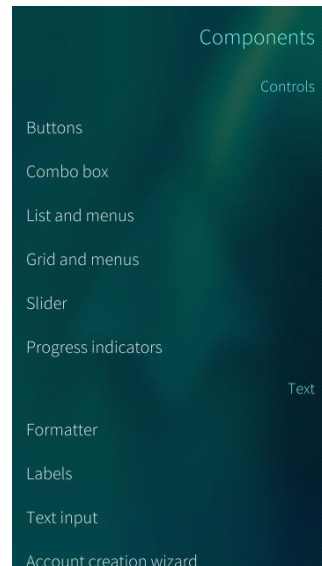 Components
Controls
Buttons
Combo box
List and menus
Grid and menus
Slider
Progress indicators
Text
Formatter
Labels
Text input
Account creation wizard